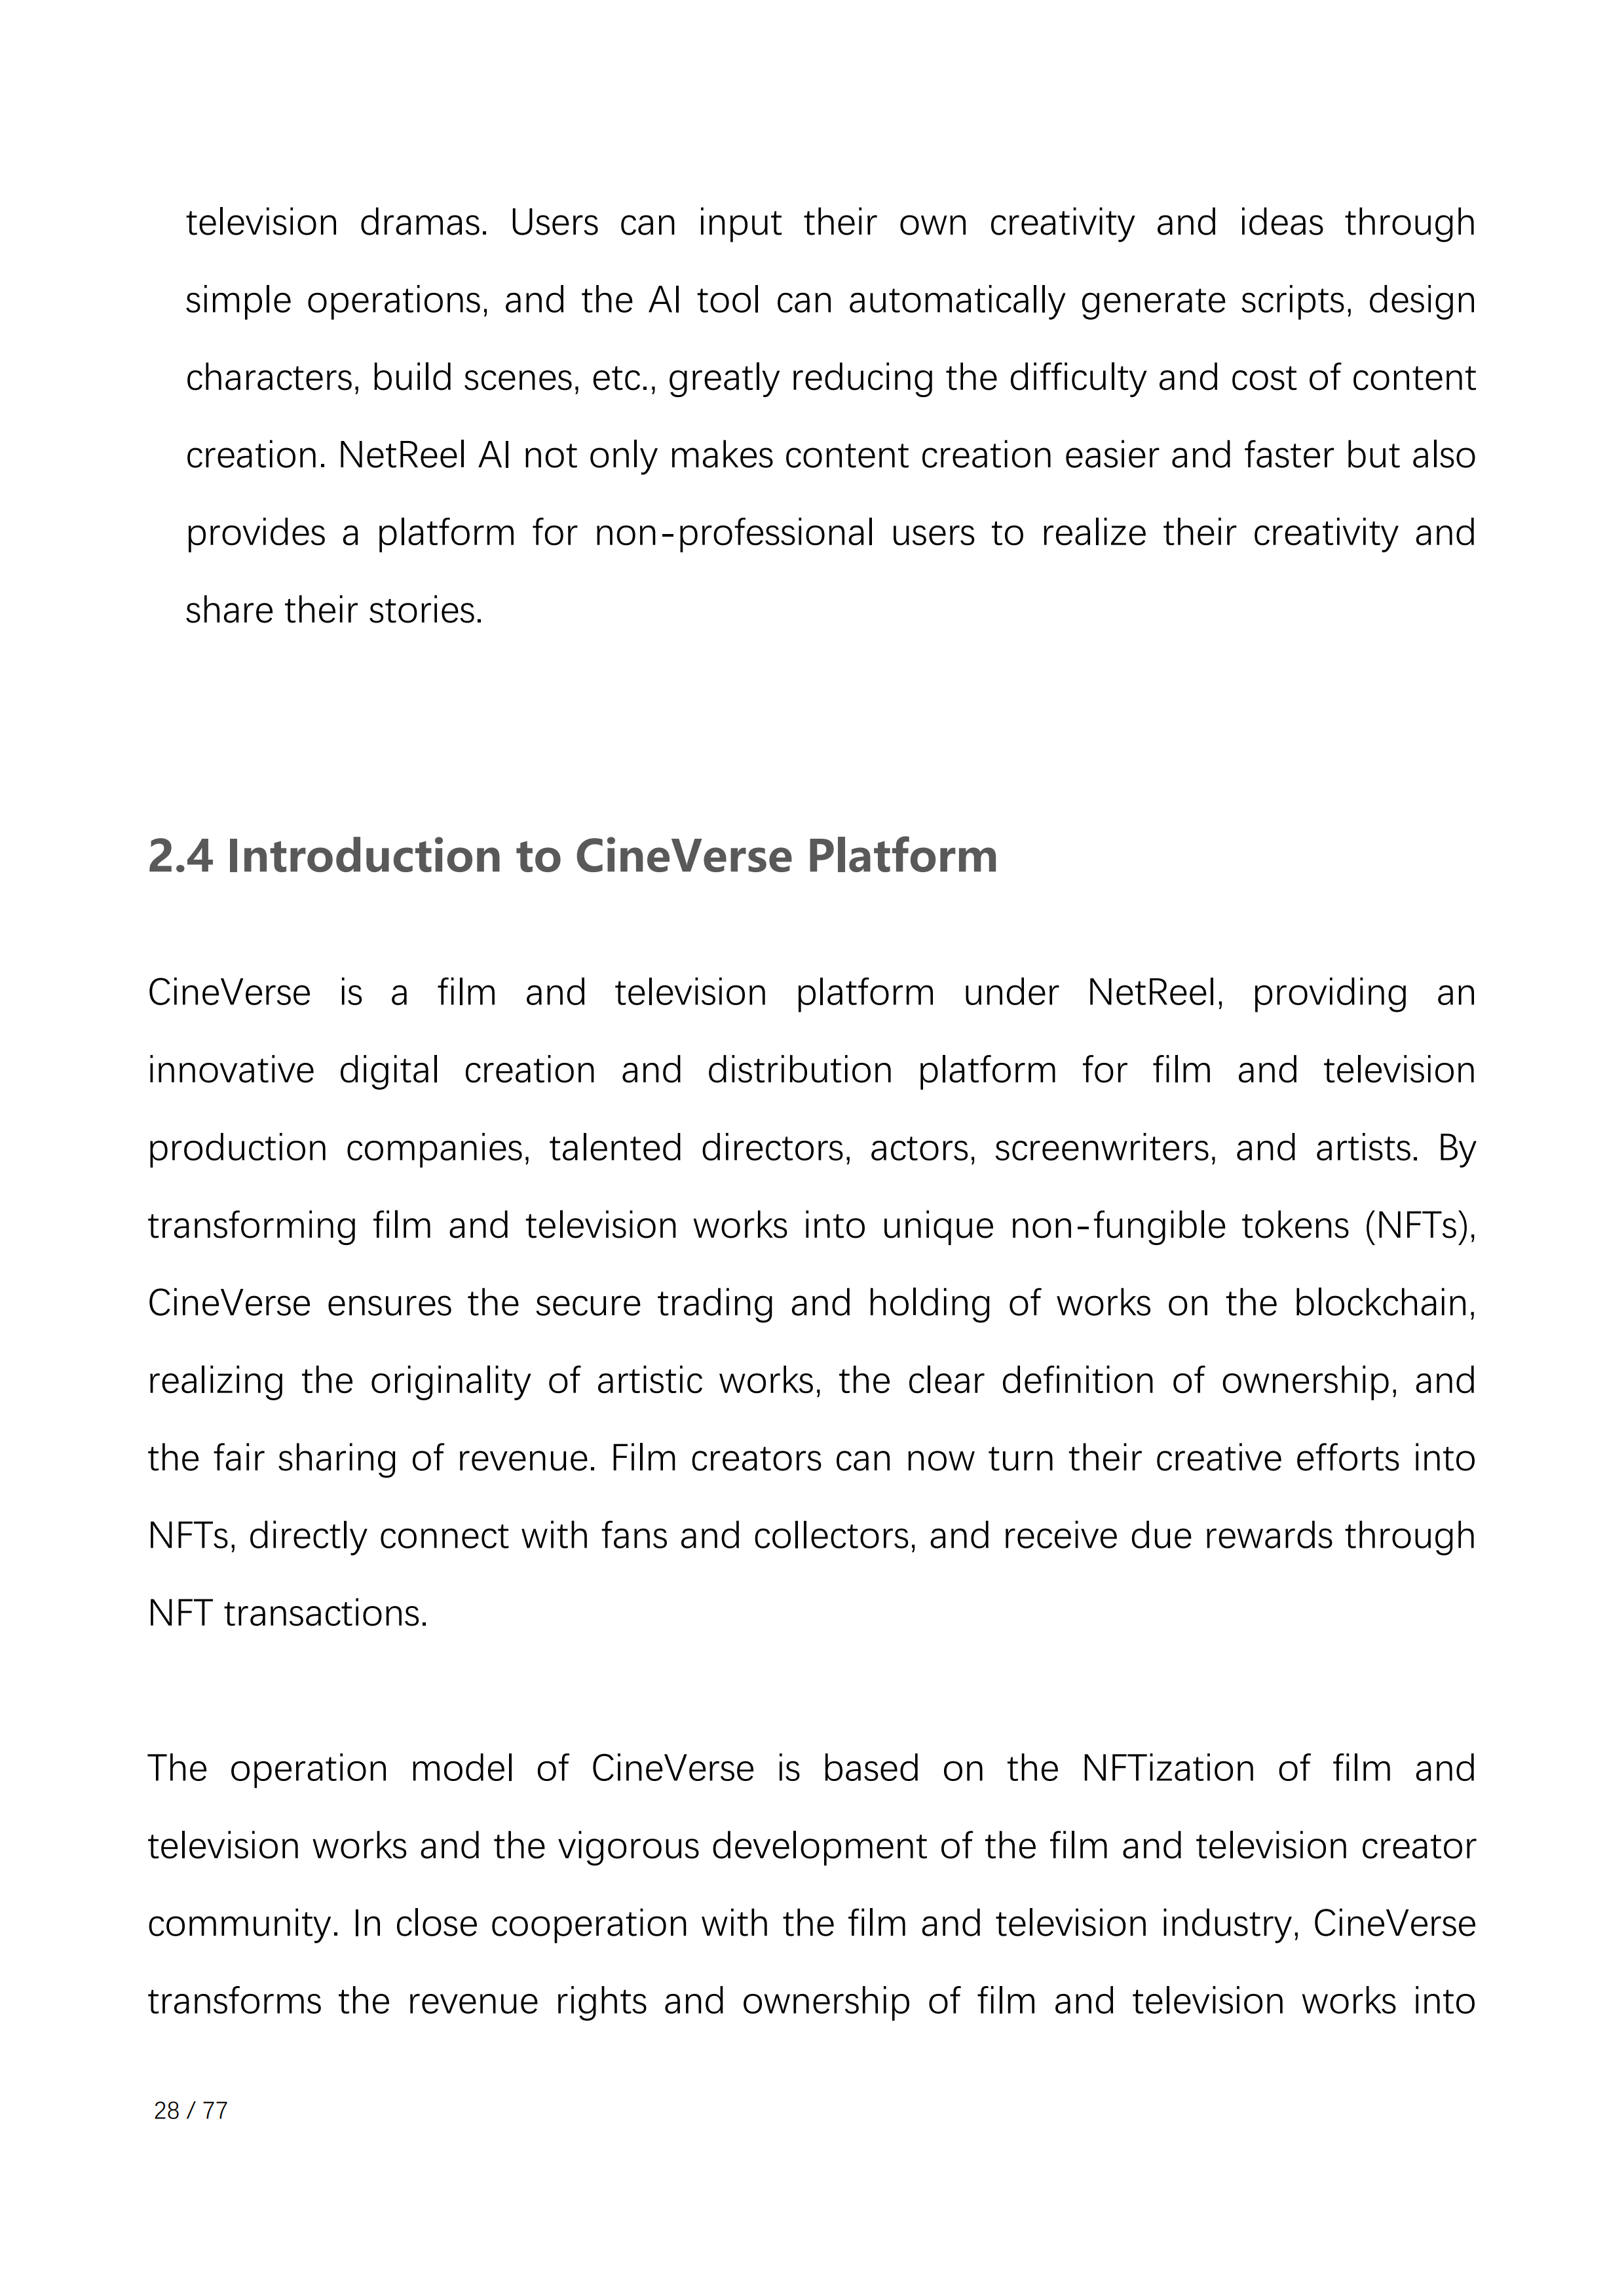 television dramas. Users can input their own creativity and ideas through
simple operations, and the AI tool can automatically generate scripts, design
characters, build scenes, etc., greatly reducing the difficulty and cost of content
creation. NetReel AI not only makes content creation easier and faster but also
provides a platform for non-professional users to realize their creativity and
share their stories.
2.4 Introduction to CineVerse Platform
CineVerse is a film and television platform under NetReel, providing an
innovative digital creation and distribution platform for film and television
production companies, talented directors, actors, screenwriters, and artists. By
transforming film and television works into unique non-fungible tokens (NFTs),
CineVerse ensures the secure trading and holding of works on the blockchain,
realizing the originality of artistic works, the clear definition of ownership, and
the fair sharing of revenue. Film creators can now turn their creative efforts into
NFTs, directly connect with fans and collectors, and receive due rewards through
NFT transactions.
The operation model of CineVerse is based on the NFTization of film and
television works and the vigorous development of the film and television creator
community. In close cooperation with the film and television industry, CineVerse
transforms the revenue rights and ownership of film and television works into
28 / 77